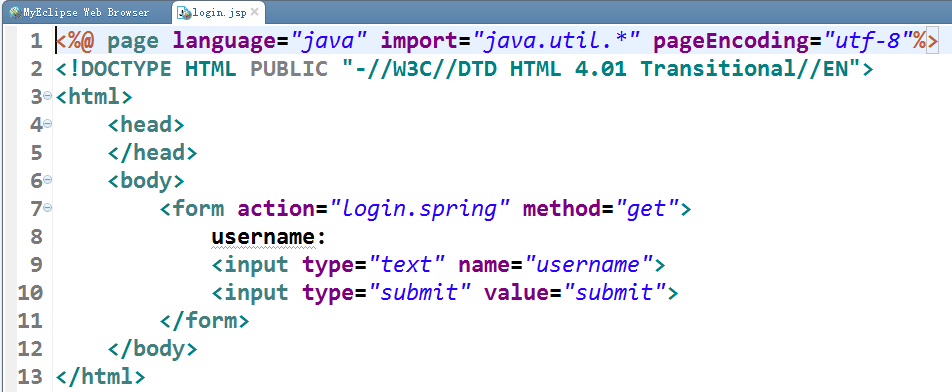 MyEclipse Web Browser login.jsp
1 <%@ page language="java" import="java.util.*" pageEncoding="utf-8"%>
2 <!DOCTYPE HTML PUBLIC "-//W3C//DTD HTML 4.01 Transitional//EN">
3 <html>
4 <head>
5 </head>
6 <body>
7 <form action="login.spring" method="get">
8 username:
9 <input type="text" name="username">
10 <input type="submit" value="submit">
11 </form>
12 </body>
13 </html>